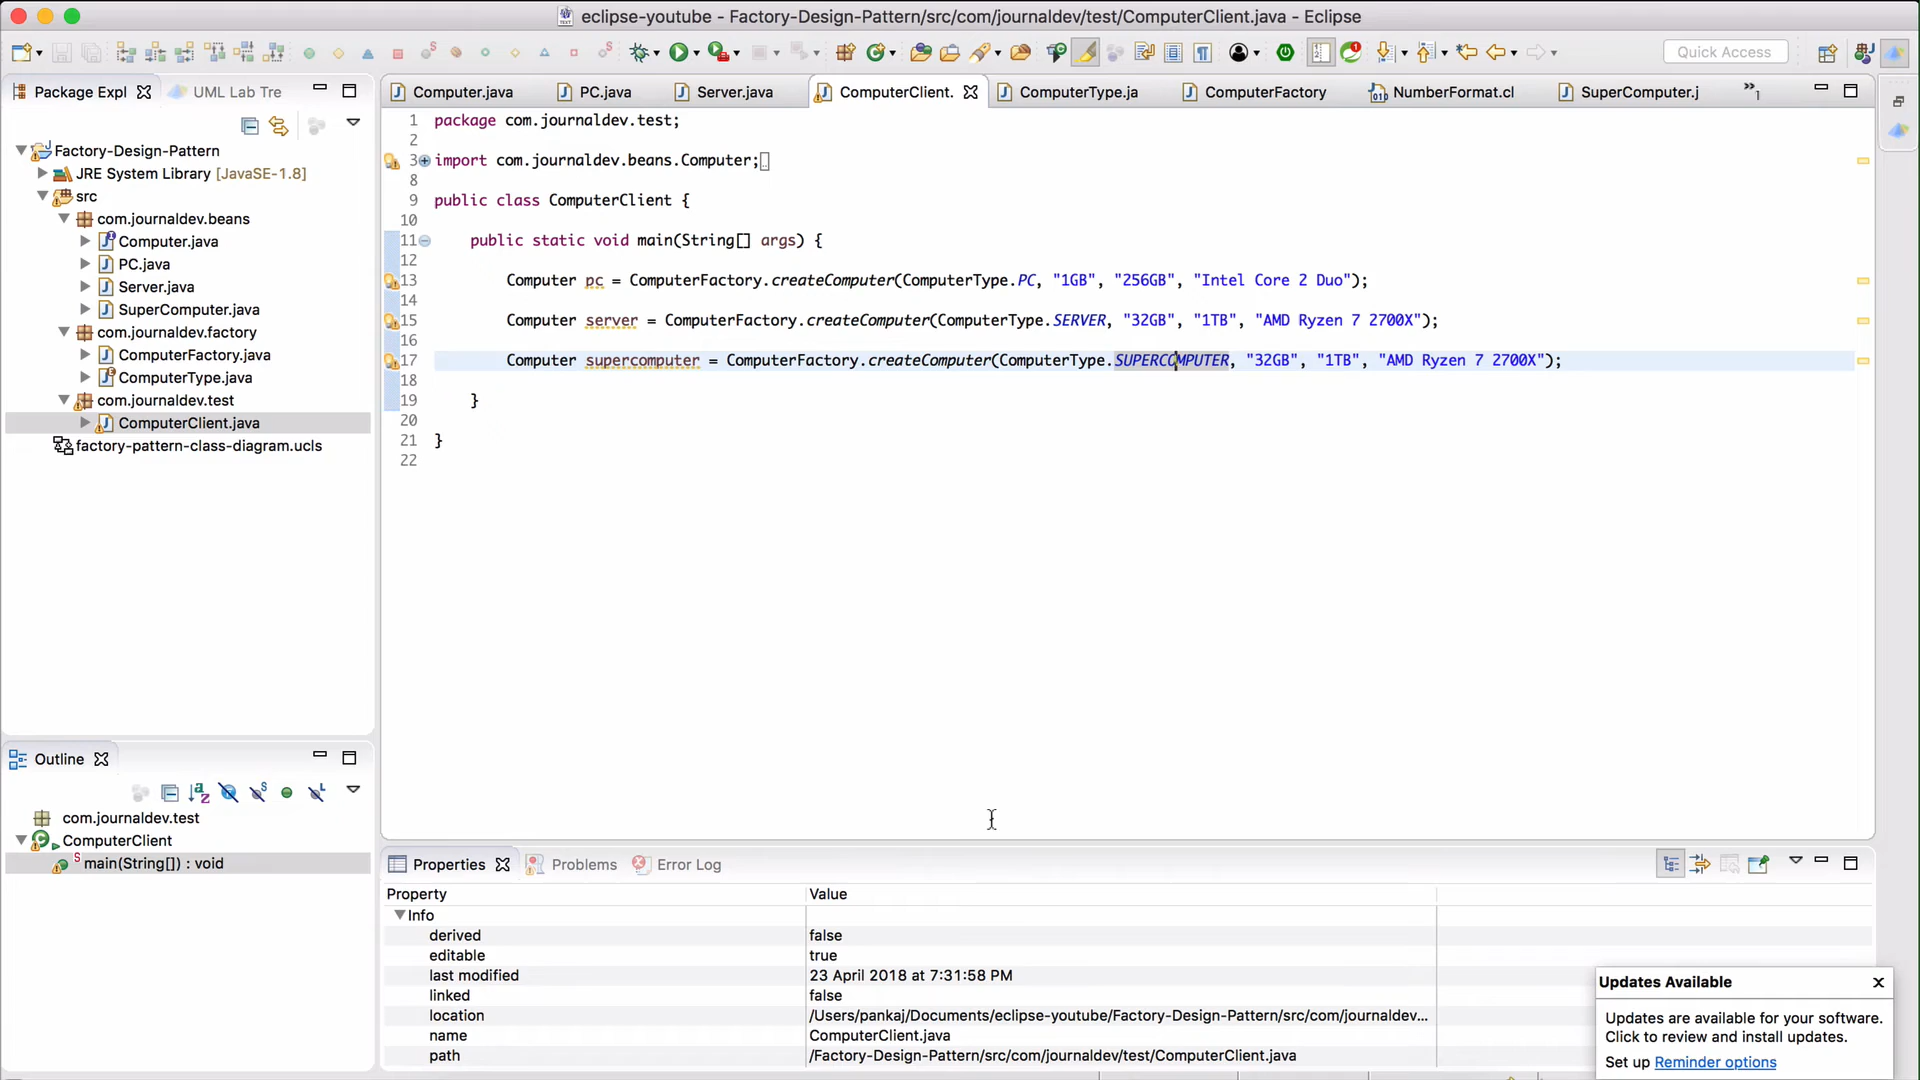 eclipse-youtube - Factory-Design-Pattern/src/com/journaldev/test/ComputerClient.java - Eclipse
Quick Access
Package Expl
UML Lab Tre
Factory-Design-Pattern
JRE System Library [JavaSE-1.8]
src
com.journaldev.beans
Computer.java
PC.java
Server.java
SuperComputer.java
com.journaldev.factory
ComputerFactory.java
ComputerType.java
com.journaldev.test
ComputerClient.java
factory-pattern-class-diagram.ucls
Computer.java
PC.java
Server.java
ComputerClient.
ComputerType.ja
ComputerFactory
NumberFormat.cl
SuperComputer.j
»1
1 package com.journaldev.test;
2
3 import com.journaldev.beans.Computer;
8
9 public class ComputerClient {
10
11 public static void main(String[] args) {
12
13 Computer pc = ComputerFactory.createComputer(ComputerType.PC, "1GB", "256GB", "Intel Core 2 Duo");
14
15 Computer server = ComputerFactory.createComputer(ComputerType.SERVER, "32GB", "1TB", "AMD Ryzen 7 2700X");
16
17 Computer supercomputer = ComputerFactory.createComputer(ComputerType.SUPERCOMPUTER, "32GB", "1TB", "AMD Ryzen 7 2700X");
18
19 }
20
21 }
22
Outline
com.journaldev.test
ComputerClient
main(String[]) : void
Properties
Problems
Error Log
Property Value
Info
derived false
editable true
last modified 23 April 2018 at 7:31:58 PM
linked false
location /Users/pankaj/Documents/eclipse-youtube/Factory-Design-Pattern/src/com/journaldev...
name ComputerClient.java
path /Factory-Design-Pattern/src/com/journaldev/test/ComputerClient.java
Updates Available
Updates are available for your software.
Click to review and install updates.
Set up Reminder options